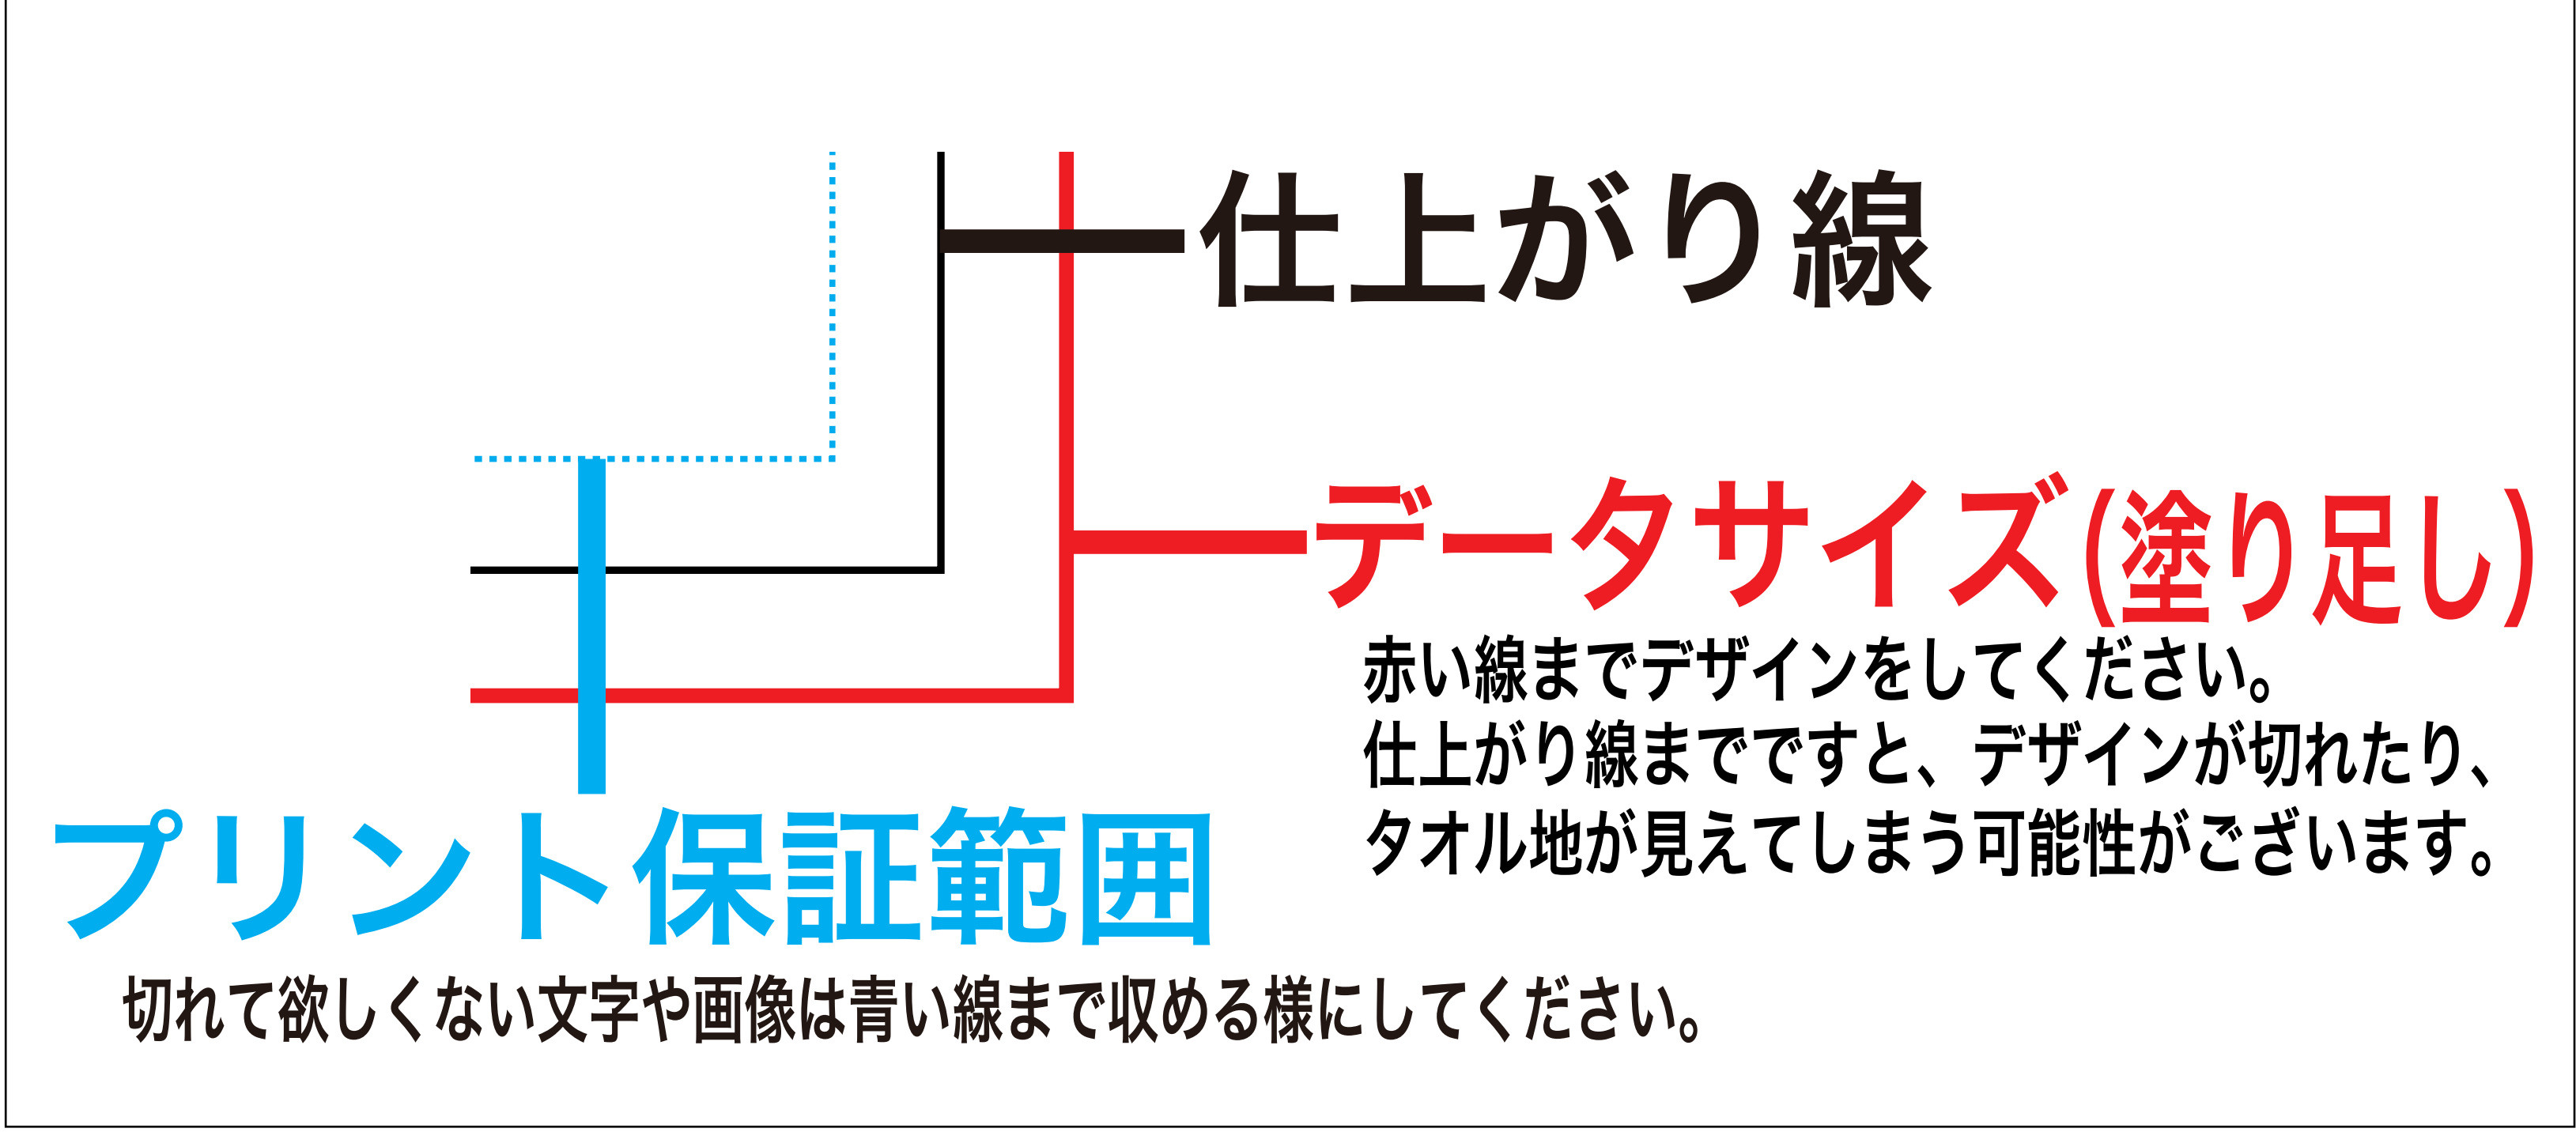 仕上がり線
データサイズ(塗り足し)
赤い線までデザインをしてください。
仕上がり線までですと、デザインが切れたり、
タオル地が見えてしまう可能性がございます。
プリント保証範囲
切れて欲しくない文字や画像は青い線まで収める様にしてください。